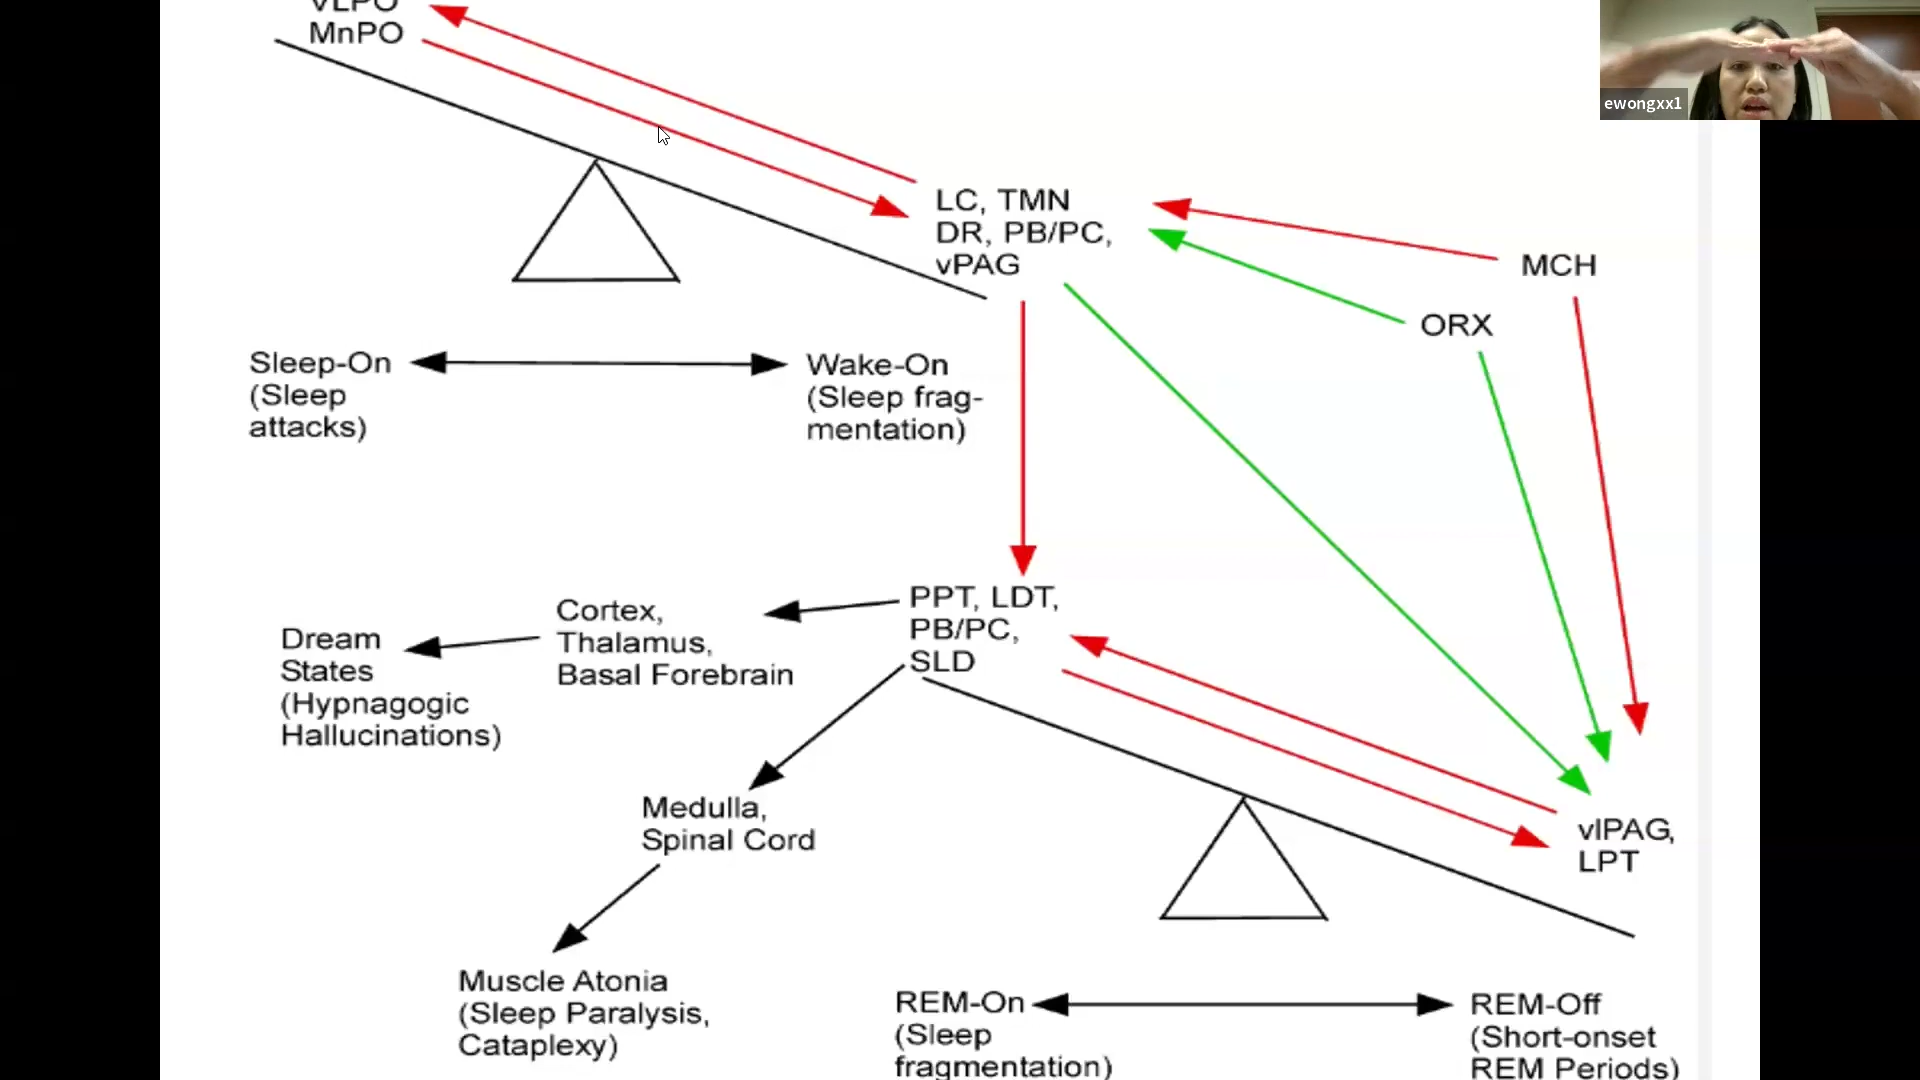 VLPO
MnPO
ewongxx1
LC, TMN
DR, PB/PC,
vPAG
MCH
ORX
Sleep-On
(Sleep
attacks)
Wake-On
(Sleep frag-
mentation)
PPT, LDT,
PB/PC,
SLD
Cortex,
Thalamus,
Basal Forebrain
Dream
States
(Hypnagogic
Hallucinations)
Medulla,
Spinal Cord
vlPAG,
LPT
Muscle Atonia
(Sleep Paralysis,
Cataplexy)
REM-On
(Sleep
fragmentation)
REM-Off
(Short-onset
REM Periods)